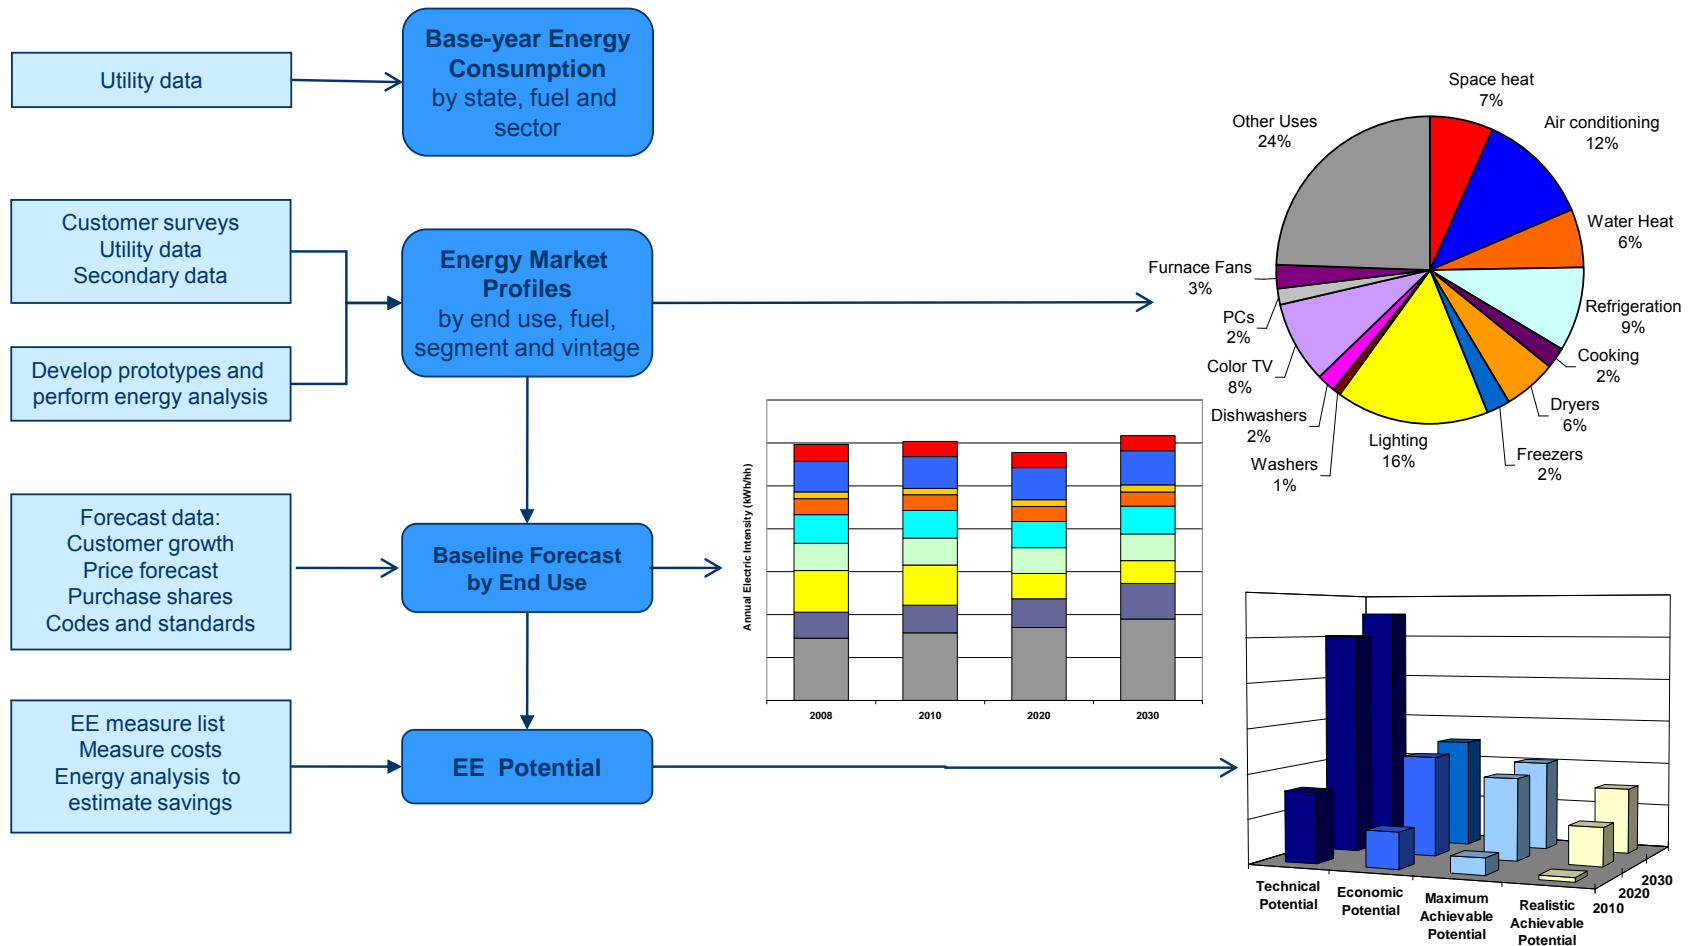 Utility data
Base-year Energy
Consumption
by state, fuel and
sector
Customer surveys
Utility data
Secondary data
Develop prototypes and
perform energy analysis
Energy Market
Profiles
by end use, fuel,
segment and vintage
Forecast data:
Customer growth
Price forecast
Purchase shares
Codes and standards
Baseline Forecast
by End Use
EE measure list
Measure costs
Energy analysis to
estimate savings
EE Potential
Space heat
7%
Air conditioning
12%
Water Heat
6%
Refrigeration
9%
Cooking
2%
Dryers
6%
Freezers
2%
Lighting
16%
Washers
1%
Dishwashers
2%
Color TV
8%
PCs
2%
Furnace Fans
3%
Other Uses
24%
Annual Electric Intensity (kWh/hh)
2008
2010
2020
2030
Technical
Potential
Economic
Potential
Maximum
Achievable
Potential
Realistic
Achievable
Potential
2010
2020
2030